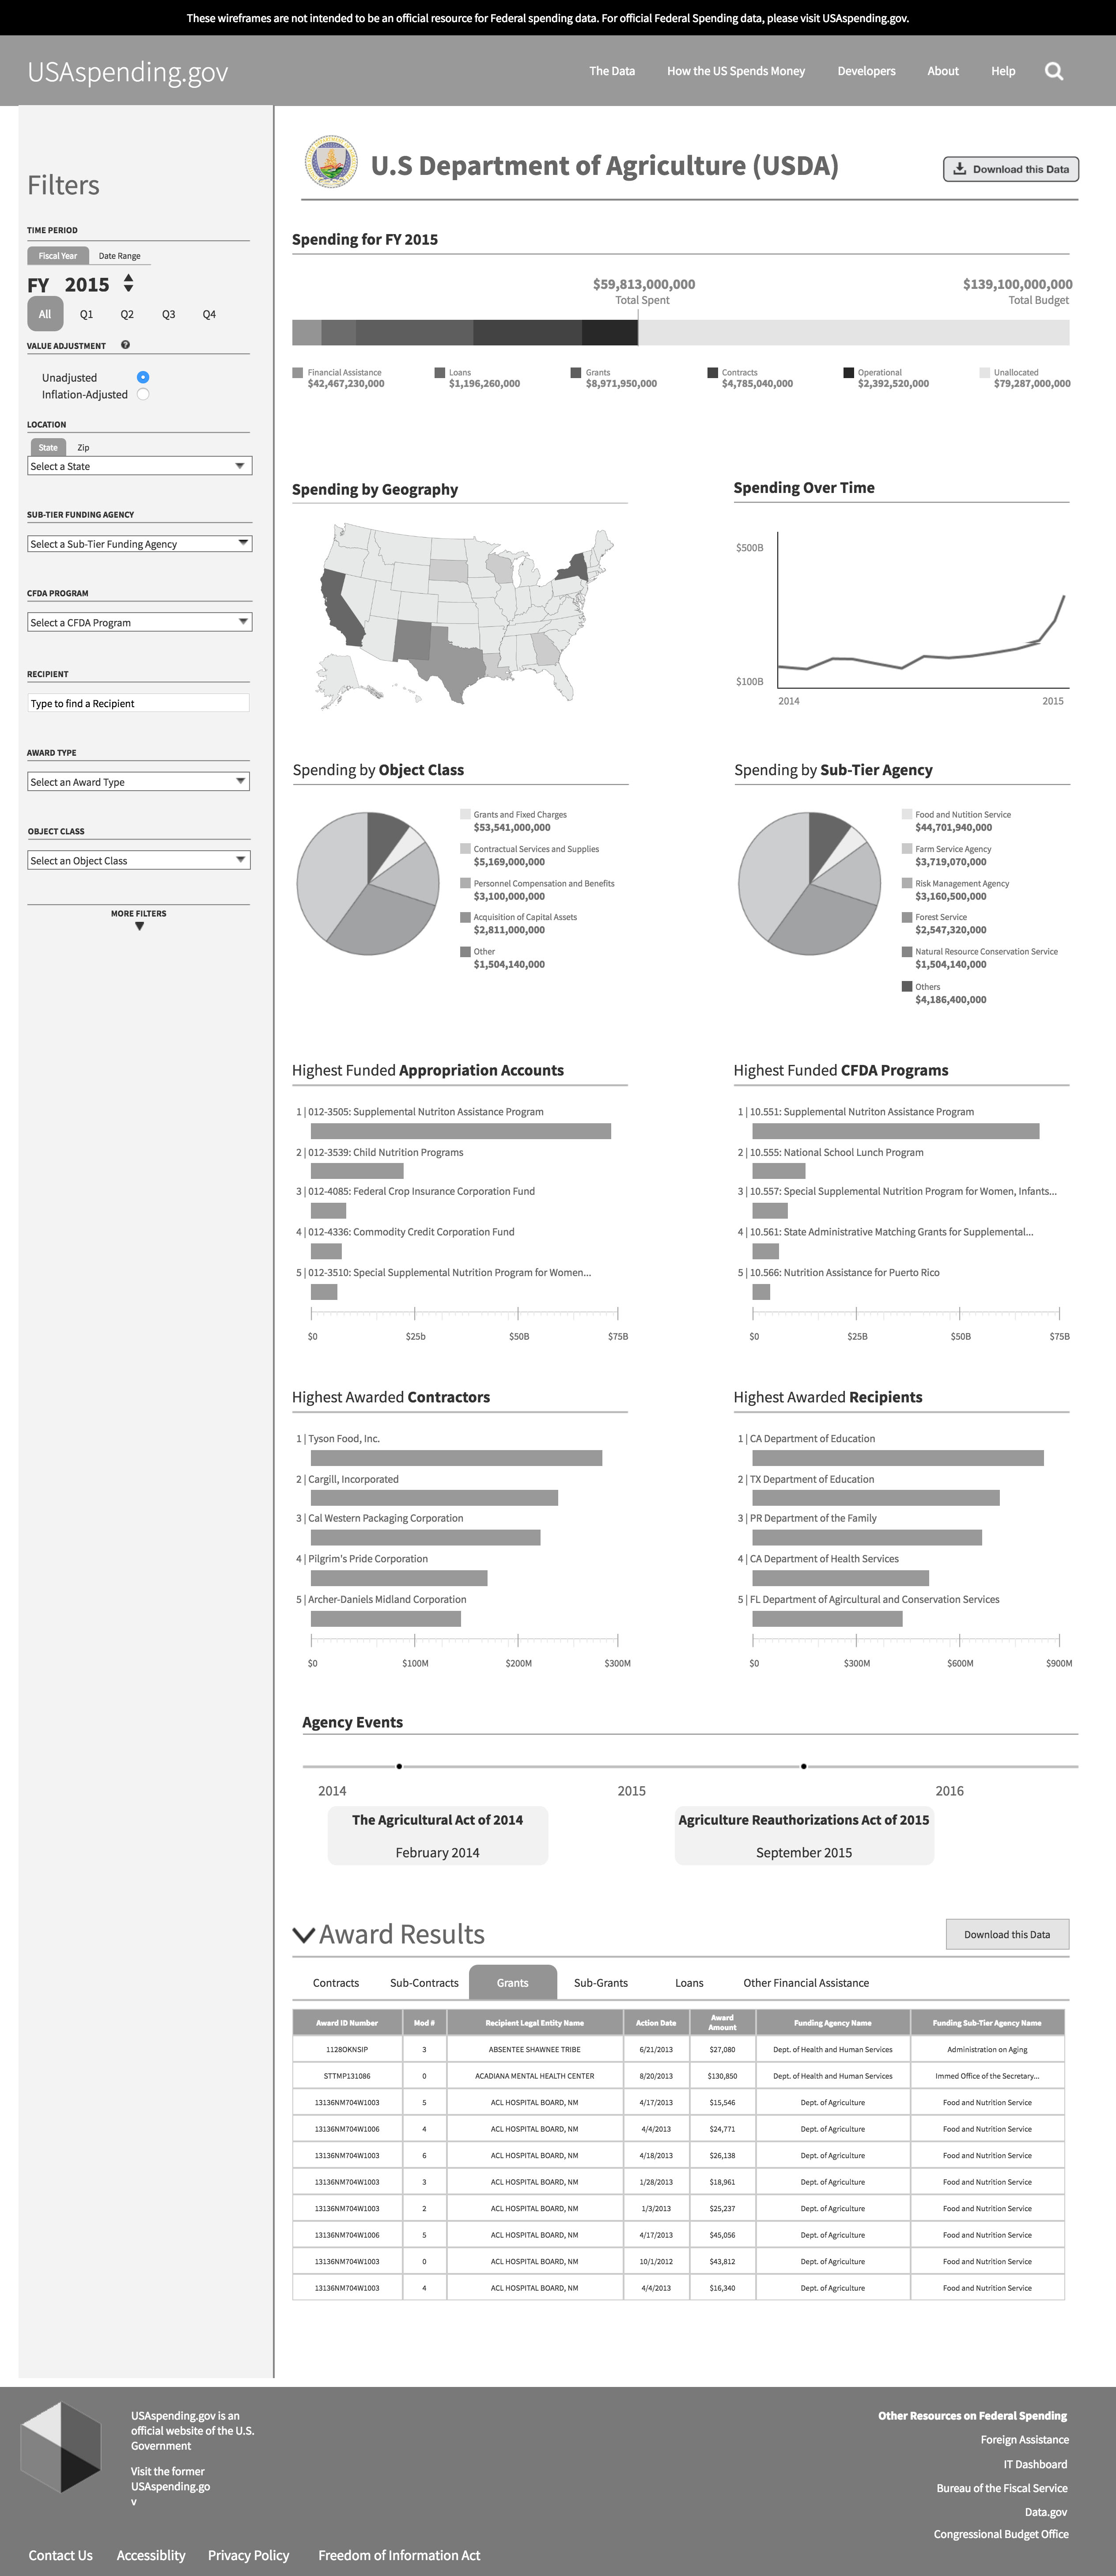 These wireframes are not intended to be an official resource for Federal spending data. For official Federal Spending data, please visit USAspending.gov.
USAspending.gov
The Data How the US Spends Money Developers About Help
Filters
TIME PERIOD
Fiscal Year Date Range
FY 2015
All Q1 Q2 Q3 Q4
VALUE ADJUSTMENT ?
Unadjusted
Inflation-Adjusted
LOCATION
State Zip
Select a State
SUB-TIER FUNDING AGENCY
Select a Sub-Tier Funding Agency
CFDA PROGRAM
Select a CFDA Program
RECIPIENT
Type to find a Recipient
AWARD TYPE
Select an Award Type
OBJECT CLASS
Select an Object Class
MORE FILTERS
U.S Department of Agriculture (USDA)
Download this Data
Spending for FY 2015
$59,813,000,000 $139,100,000,000
Total Spent Total Budget
Financial Assistance Loans Grants Contracts Operational Unallocated
$42,467,230,000 $1,196,260,000 $8,971,950,000 $4,785,040,000 $2,392,520,000 $79,287,000,000
Spending by Geography
Spending Over Time
$500B
$100B
2014 2015
Spending by Object Class
Grants and Fixed Charges
$53,541,000,000
Contractual Services and Supplies
$5,169,000,000
Personnel Compensation and Benefits
$3,100,000,000
Acquisition of Capital Assets
$2,811,000,000
Other
$1,504,140,000
Spending by Sub-Tier Agency
Food and Nutition Service
$44,701,940,000
Farm Service Agency
$3,719,070,000
Risk Management Agency
$3,160,500,000
Forest Service
$2,547,320,000
Natural Resource Conservation Service
$1,504,140,000
Others
$4,186,400,000
Highest Funded Appropriation Accounts
1 | 012-3505: Supplemental Nutriton Assistance Program
2 | 012-3539: Child Nutrition Programs
3 | 012-4085: Federal Crop Insurance Corporation Fund
4 | 012-4336: Commodity Credit Corporation Fund
5 | 012-3510: Special Supplemental Nutrition Program for Women...
$0 $25b $50B $75B
Highest Funded CFDA Programs
1 | 10.551: Supplemental Nutriton Assistance Program
2 | 10.555: National School Lunch Program
3 | 10.557: Special Supplemental Nutrition Program for Women, Infants...
4 | 10.561: State Administrative Matching Grants for Supplemental...
5 | 10.566: Nutrition Assistance for Puerto Rico
$0 $25B $50B $75B
Highest Awarded Contractors
1 | Tyson Food, Inc.
2 | Cargill, Incorporated
3 | Cal Western Packaging Corporation
4 | Pilgrim's Pride Corporation
5 | Archer-Daniels Midland Corporation
$0 $100M $200M $300M
Highest Awarded Recipients
1 | CA Department of Education
2 | TX Department of Education
3 | PR Department of the Family
4 | CA Department of Health Services
5 | FL Department of Agircultural and Conservation Services
$0 $300M $600M $900M
Agency Events
2014 2015 2016
The Agricultural Act of 2014
February 2014
Agriculture Reauthorizations Act of 2015
September 2015
Award Results
Download this Data
Contracts Sub-Contracts Grants Sub-Grants Loans Other Financial Assistance
Award ID Number Mod # Recipient Legal Entity Name Action Date Award Amount Funding Agency Name Funding Sub-Tier Agency Name
1128OKNSIP 3 ABSENTEE SHAWNEE TRIBE 6/21/2013 $27,080 Dept. of Health and Human Services Administration on Aging
STTMP131086 0 ACADIANA MENTAL HEALTH CENTER 8/20/2013 $130,850 Dept. of Health and Human Services Immed Office of the Secretary...
13136NM704W1003 5 ACL HOSPITAL BOARD, NM 4/17/2013 $15,546 Dept. of Agriculture Food and Nutrition Service
13136NM704W1006 4 ACL HOSPITAL BOARD, NM 4/4/2013 $24,771 Dept. of Agriculture Food and Nutrition Service
13136NM704W1003 6 ACL HOSPITAL BOARD, NM 4/18/2013 $26,138 Dept. of Agriculture Food and Nutrition Service
13136NM704W1003 3 ACL HOSPITAL BOARD, NM 1/28/2013 $18,961 Dept. of Agriculture Food and Nutrition Service
13136NM704W1003 2 ACL HOSPITAL BOARD, NM 1/3/2013 $25,237 Dept. of Agriculture Food and Nutrition Service
13136NM704W1006 5 ACL HOSPITAL BOARD, NM 4/17/2013 $45,056 Dept. of Agriculture Food and Nutrition Service
13136NM704W1003 0 ACL HOSPITAL BOARD, NM 10/1/2012 $43,812 Dept. of Agriculture Food and Nutrition Service
13136NM704W1003 4 ACL HOSPITAL BOARD, NM 4/4/2013 $16,340 Dept. of Agriculture Food and Nutrition Service
USAspending.gov is an
official website of the U.S.
Government
Visit the former
USAspending.go
v
Other Resources on Federal Spending
Foreign Assistance
IT Dashboard
Bureau of the Fiscal Service
Data.gov
Congressional Budget Office
Contact Us Accessiblity Privacy Policy Freedom of Information Act